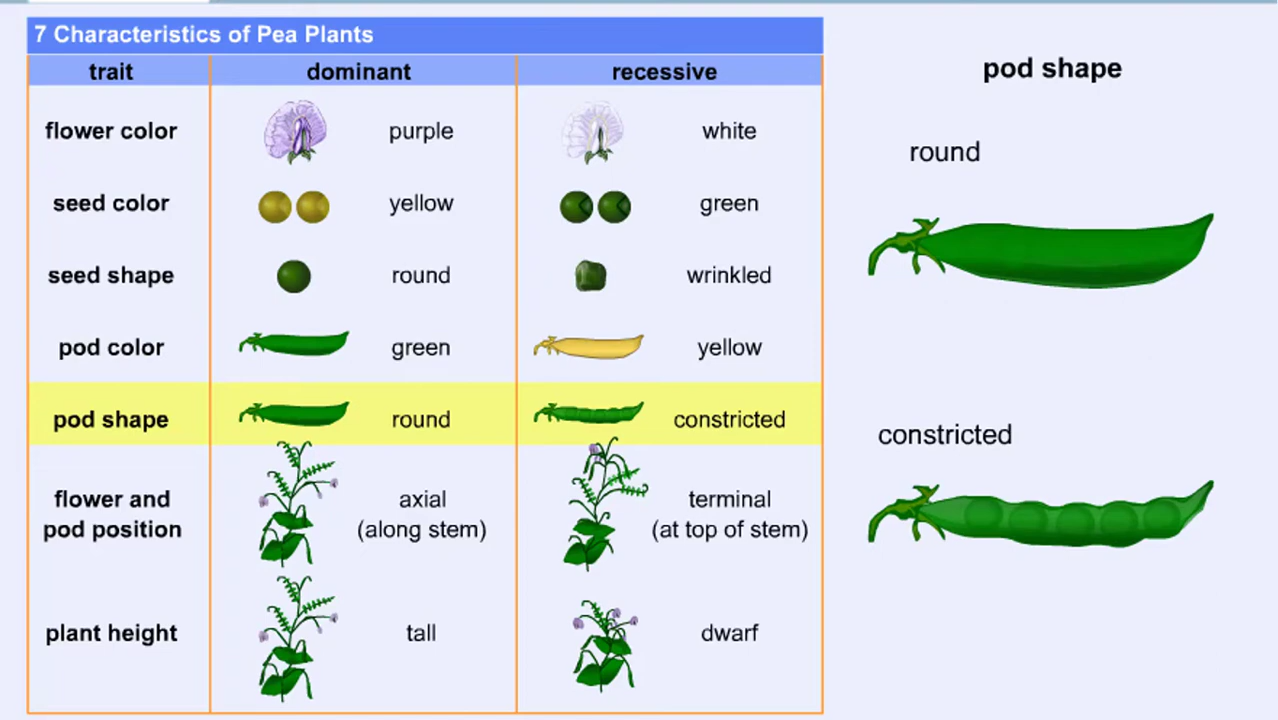 7 Characteristics of Pea Plants
trait dominant recessive
flower color purple white
seed color yellow green
seed shape round wrinkled
pod color green yellow
pod shape round constricted
flower and axial terminal
pod position (along stem) (at top of stem)
plant height tall dwarf
pod shape
round
constricted